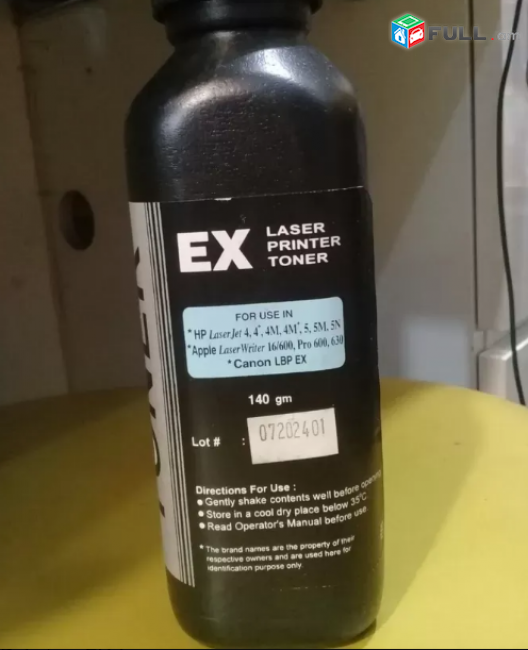 FULL.com
EX
LASER
PRINTER
TONER
TONER
FOR USE IN
*HP LaserJet 4, 4+, 4M, 4M+, 5, 5M, 5N
*Apple LaserWriter 16/600, Pro 600, 630
*Canon LBP EX
140 gm
Lot # : 07202401
Directions For Use :
• Gently shake contents well before opening.
• Store in a cool dry place below 35°C.
• Read Operator's Manual before use.
* The brand names are the property of their
respective owners and are used here for
identification purpose only.